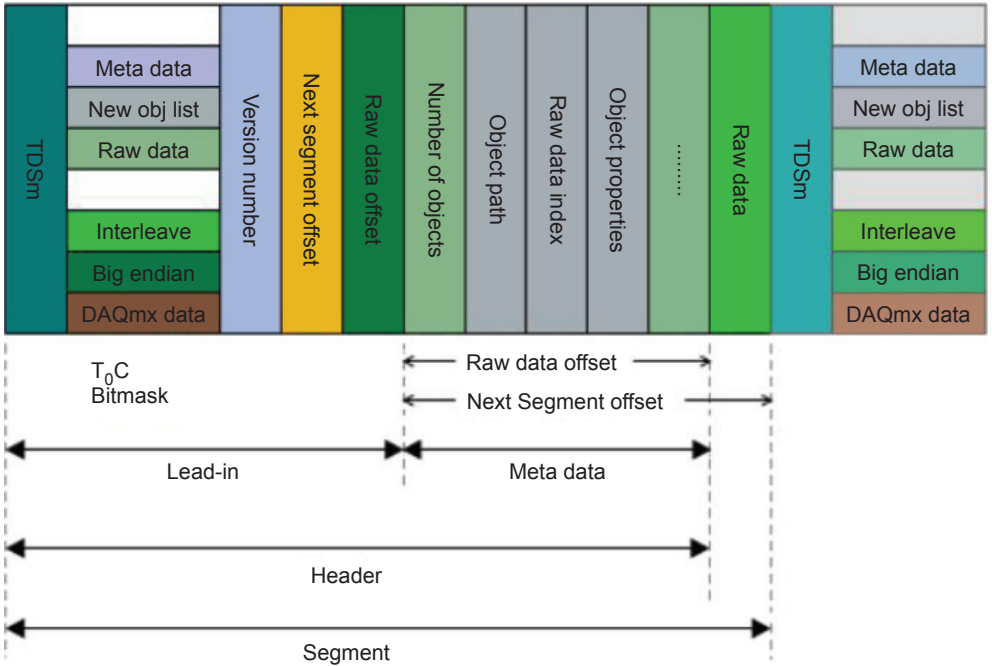 TDSm
Meta data
New obj list
Raw data
Interleave
Big endian
DAQmx data
Version number
Next segment offset
Raw data offset
Number of objects
Object path
Raw data index
Object properties
.........
Raw data
TDSm
Meta data
New obj list
Raw data
Interleave
Big endian
DAQmx data
T₀C
Bitmask
Raw data offset
Next Segment offset
Lead-in
Meta data
Header
Segment